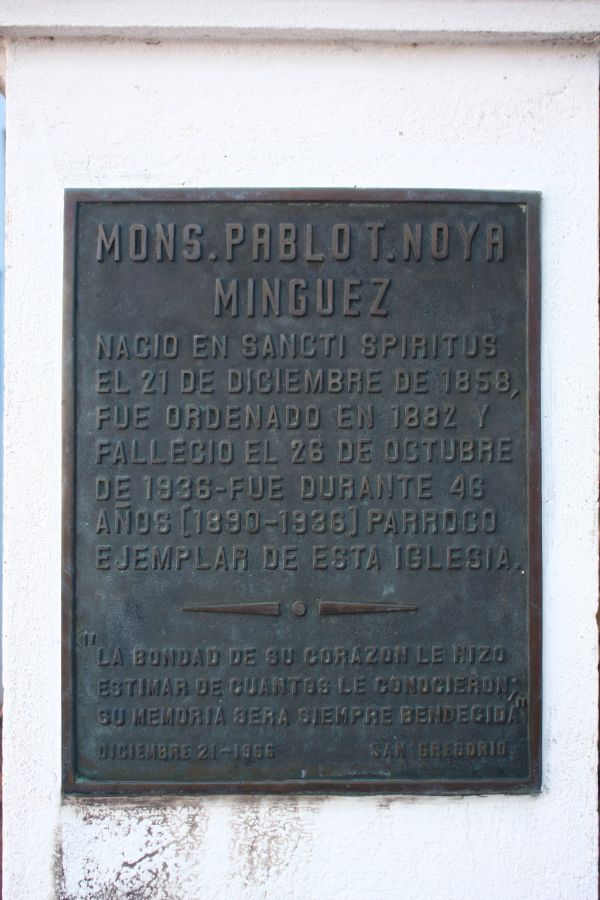 MONS. PABLO T. NOYA
MINGUEZ
NACIO EN SANCTI SPIRITUS
EL 21 DE DICIEMBRE DE 1858,
FUE ORDENADO EN 1882 Y
FALLECIO EL 26 DE OCTUBRE
DE 1936-FUE DURANTE 46
AÑOS [1890-1936] PARROCO
EJEMPLAR DE ESTA IGLESIA.
"LA BONDAD DE SU CORAZON LE HIZO
ESTIMAR DE CUANTOS LE CONOCIERON,
SU MEMORIA SERA SIEMPRE BENDECIDA"
DICIEMBRE 21-1966 SAN GREGORIO.